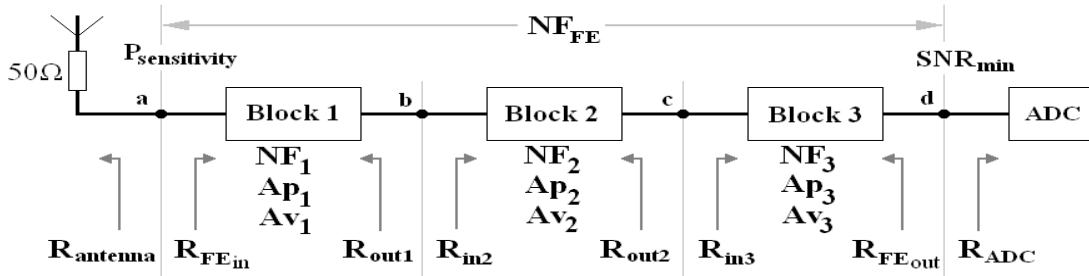 NF_FE
P_sensitivity
SNR_min
50Ω
a
Block 1
b
Block 2
c
Block 3
d
ADC
NF_1
Ap_1
Av_1
NF_2
Ap_2
Av_2
NF_3
Ap_3
Av_3
R_antenna
R_FE_in
R_out1
R_in2
R_out2
R_in3
R_FE_out
R_ADC